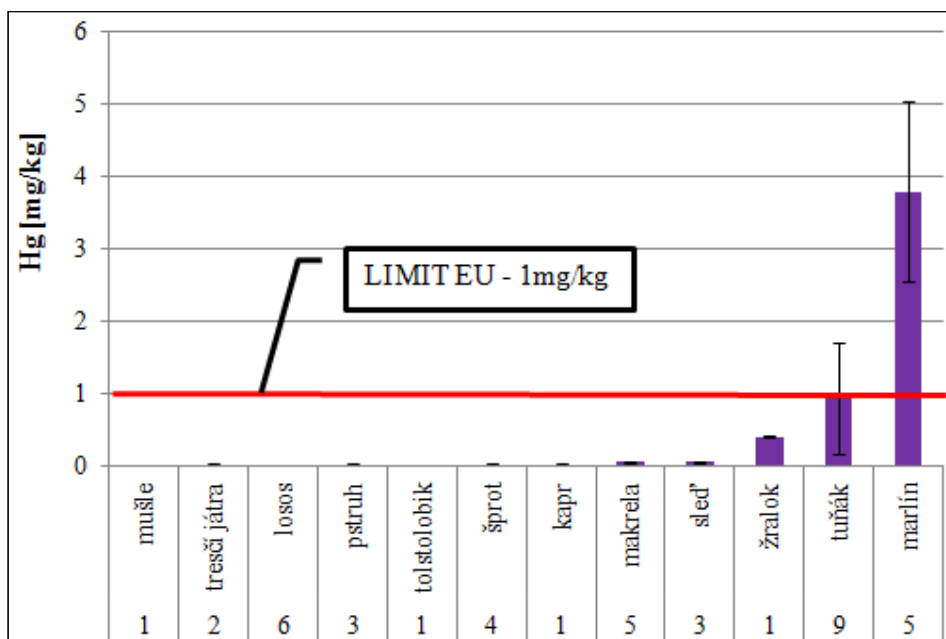 6
5
4
3
2
1
0
Hg [mg/kg]
LIMIT EU - 1mg/kg
mušle
tresčí játra
losos
pstruh
tolstolobik
šprot
kapr
makrela
sleď
žralok
tuňák
marlín
1 2 6 3 1 4 1 5 3 1 9 5